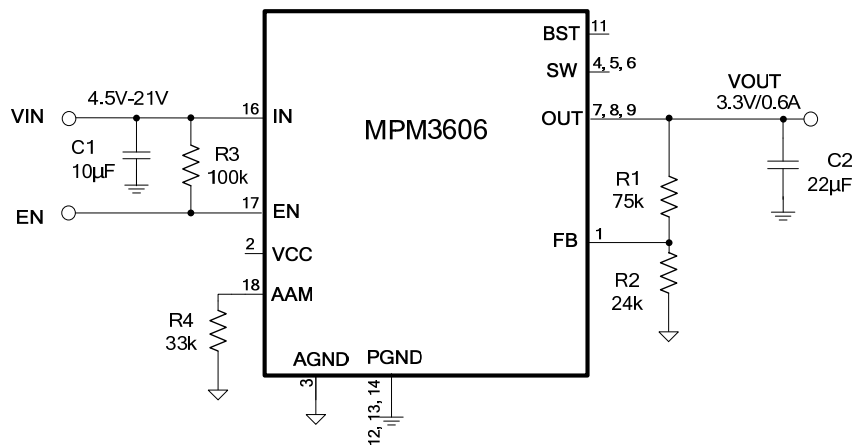 BST
11
SW
4, 5, 6
VOUT
3.3V/0.6A
VIN
4.5V-21V
16
IN
MPM3606
OUT
7, 8, 9
C1
10µF
R3
100k
R1
75k
C2
22µF
EN
17
EN
FB
1
2
VCC
18
AAM
R2
24k
R4
33k
AGND
PGND
3
12, 13, 14